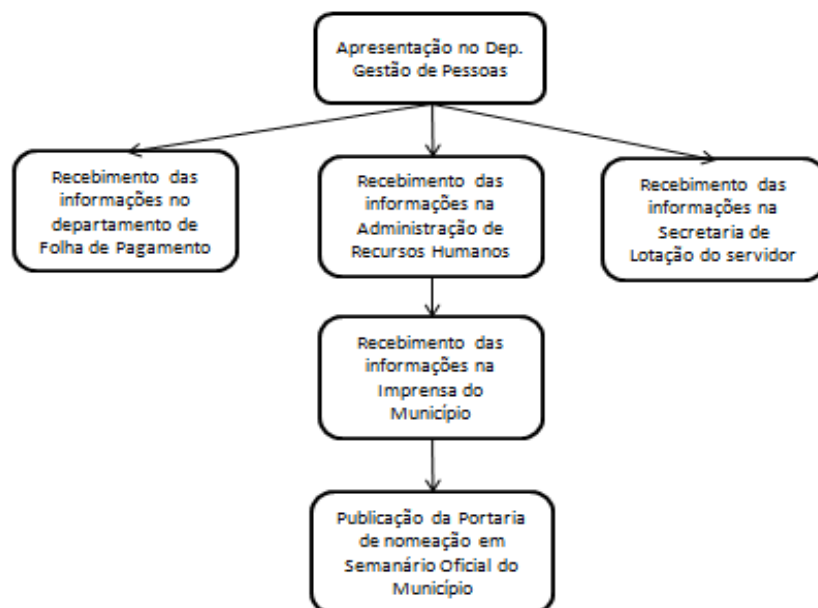 Apresentação no Dep.
Gestão de Pessoas
Recebimento das
informações no
departamento de
Folha de Pagamento
Recebimento das
informações na
Administração de
Recursos Humanos
Recebimento das
informações na
Secretaria de
Lotação do servidor
Recebimento das
informações na
Imprensa do
Município
Publicação da Portaria
de nomeação em
Semanário Oficial do
Município